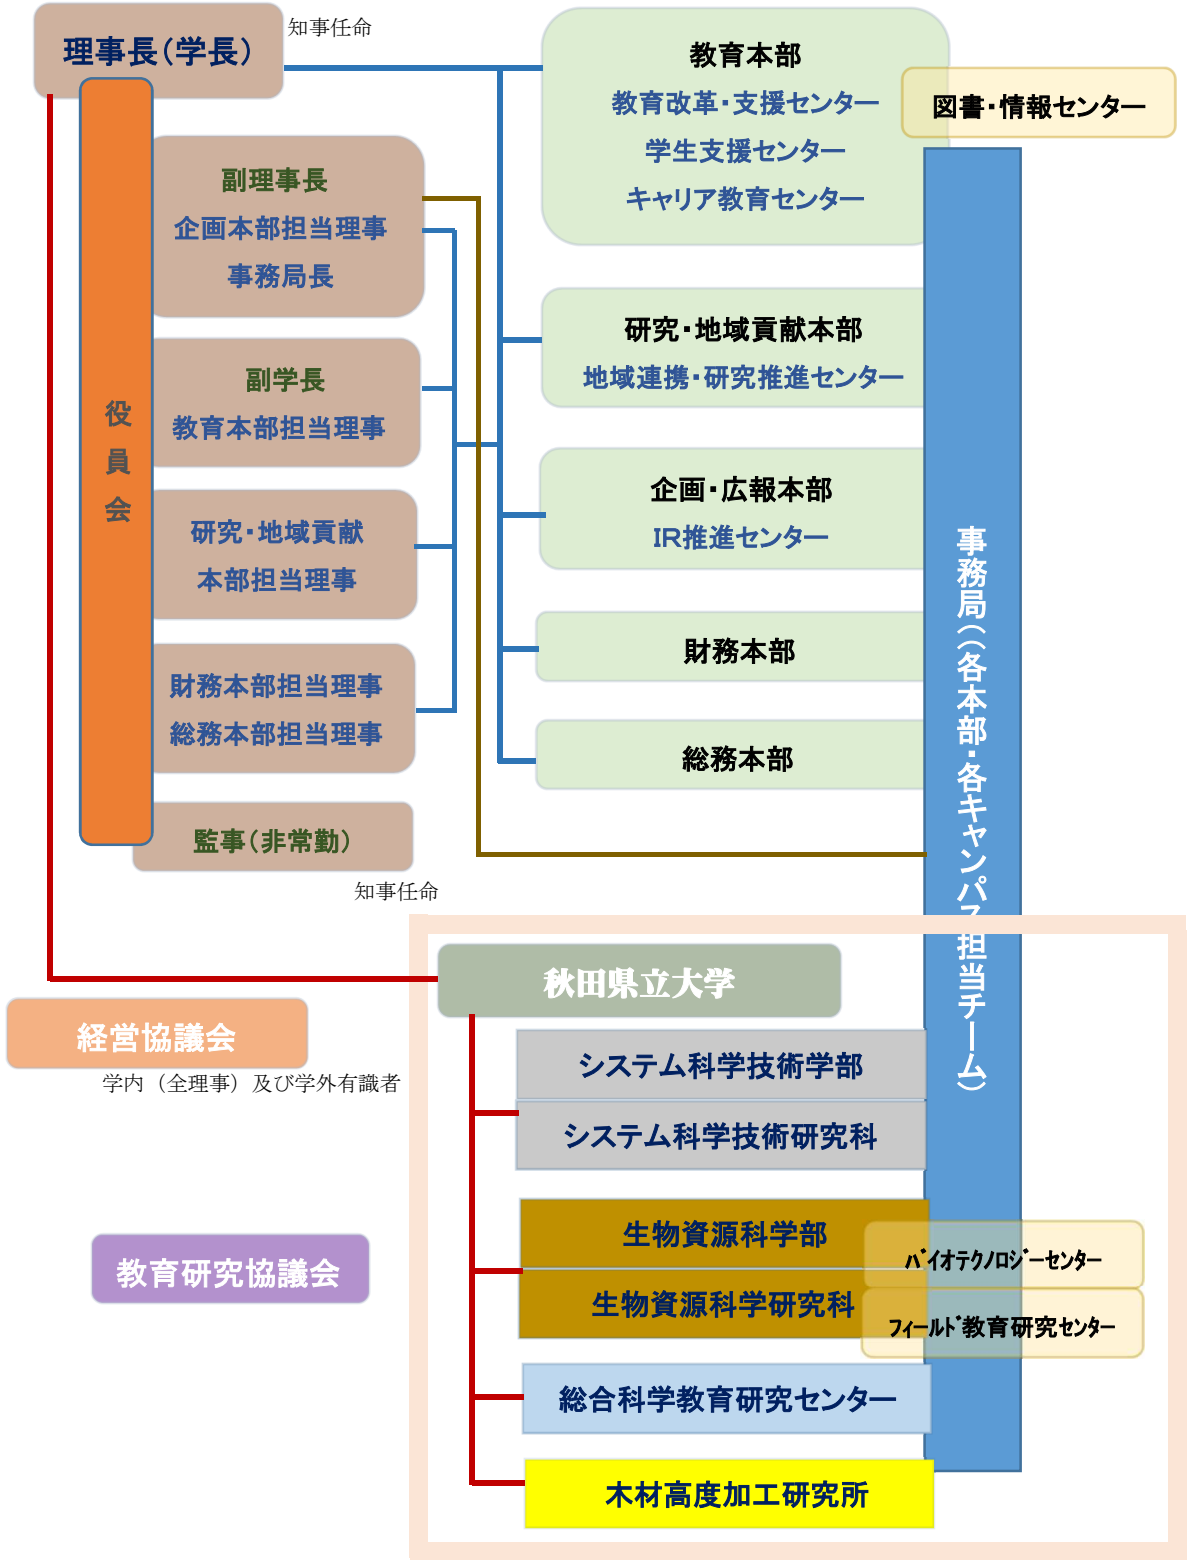 理事長（学長）
知事任命
役員会
副理事長
企画本部担当理事
事務局長
副学長
教育本部担当理事
研究・地域貢献
本部担当理事
財務本部担当理事
総務本部担当理事
監事（非常勤）
知事任命
教育本部
教育改革・支援センター
学生支援センター
キャリア教育センター
図書・情報センター
研究・地域貢献本部
地域連携・研究推進センター
企画・広報本部
IR推進センター
財務本部
総務本部
事務局（（各本部・各キャンパス担当チーム）
秋田県立大学
経営協議会
学内（全理事）及び学外有識者
教育研究協議会
システム科学技術学部
システム科学技術研究科
生物資源科学部
生物資源科学研究科
ﾊﾞｲｵﾃｸﾉﾛｼﾞｰｾﾝﾀｰ
ﾌｨｰﾙﾄﾞ教育研究ｾﾝﾀｰ
総合科学教育研究センター
木材高度加工研究所